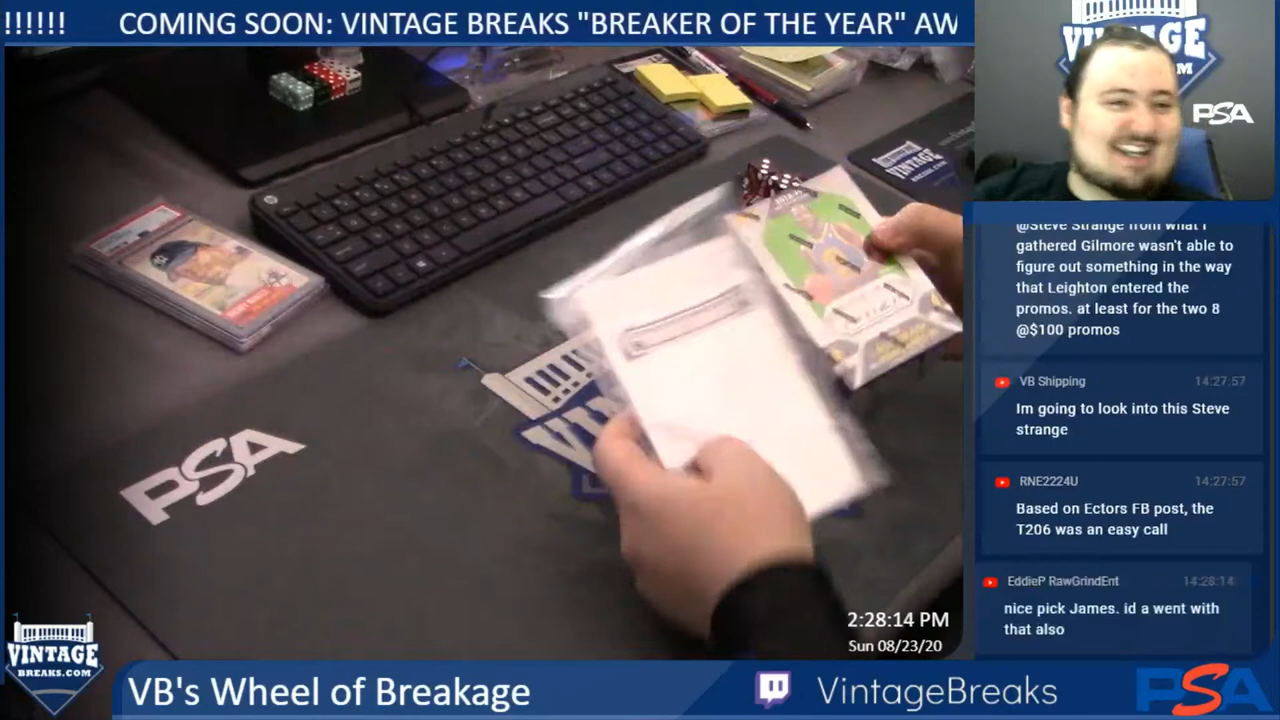 !!!!!! COMING SOON: VINTAGE BREAKS "BREAKER OF THE YEAR" AW
VINTAGE
M
PSA
@Steve Strange from what I
gathered Gilmore wasn't able to
figure out something in the way
that Leighton entered the
promos. at least for the two 8
@$100 promos
VB Shipping 14:27:57
Im going to look into this Steve
strange
RNE2224U 14:27:57
Based on Ectors FB post, the
T206 was an easy call
EddieP RawGrindEnt 14:28:14
nice pick James. id a went with
that also
VINTAGE
PSA
2:28:14 PM
Sun 08/23/20
VINTAGE
BREAKS.COM
VB's Wheel of Breakage
VintageBreaks
PSA